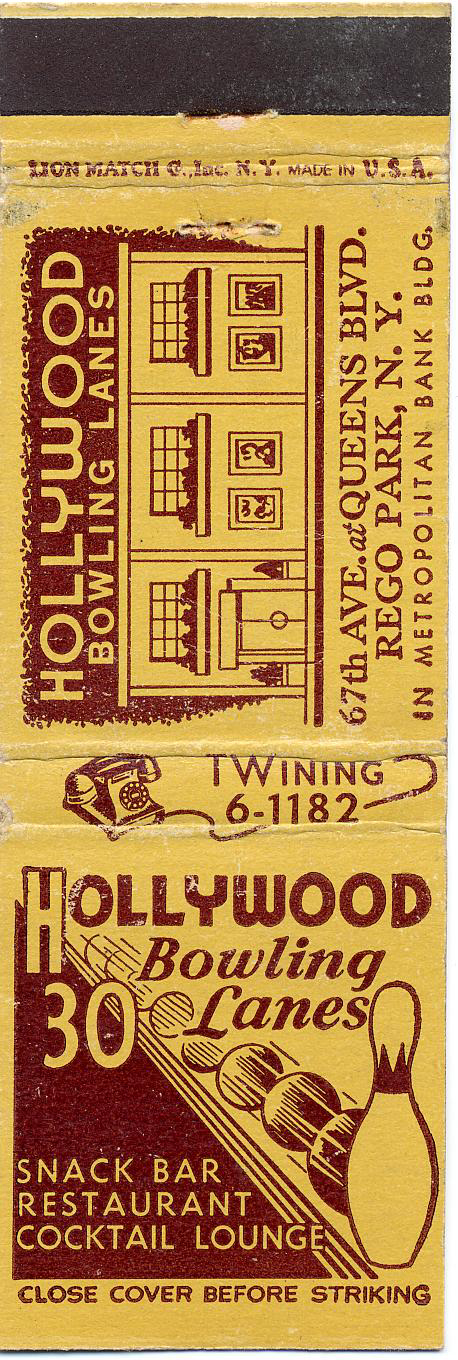 LION MATCH C., Inc. N.Y. MADE IN U.S.A.
HOLLYWOOD
BOWLING LANES
67th AVE. at QUEENS BLVD.
REGO PARK, N. Y.
IN METROPOLITAN BANK BLDG.
TWINING
6-1182
HOLLYWOOD
Bowling
Lanes
30
SNACK BAR
RESTAURANT
COCKTAIL LOUNGE
CLOSE COVER BEFORE STRIKING